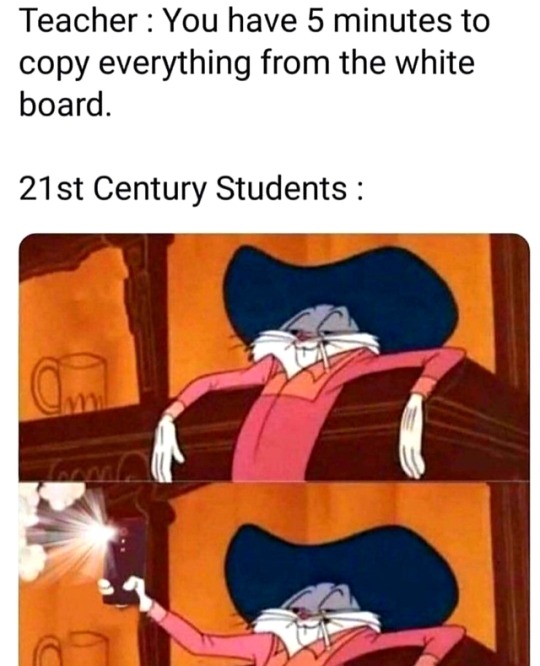 Teacher : You have 5 minutes to
copy everything from the white
board.
21st Century Students :